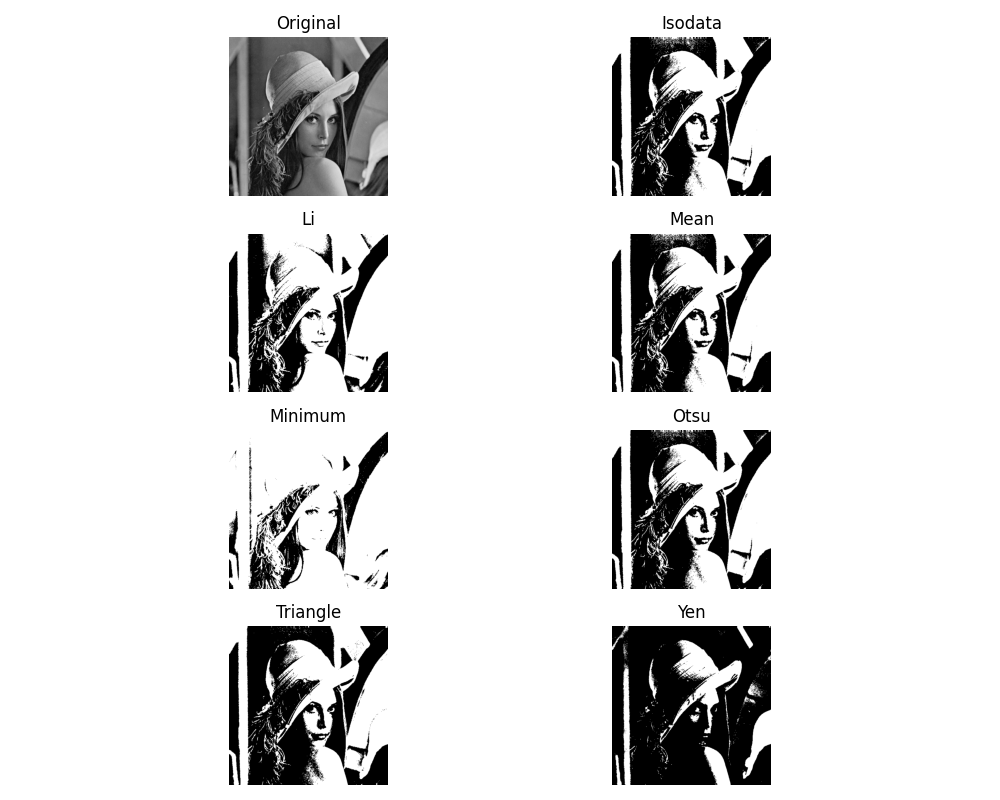 Original
Isodata
Li
Mean
Minimum
Otsu
Triangle
Yen